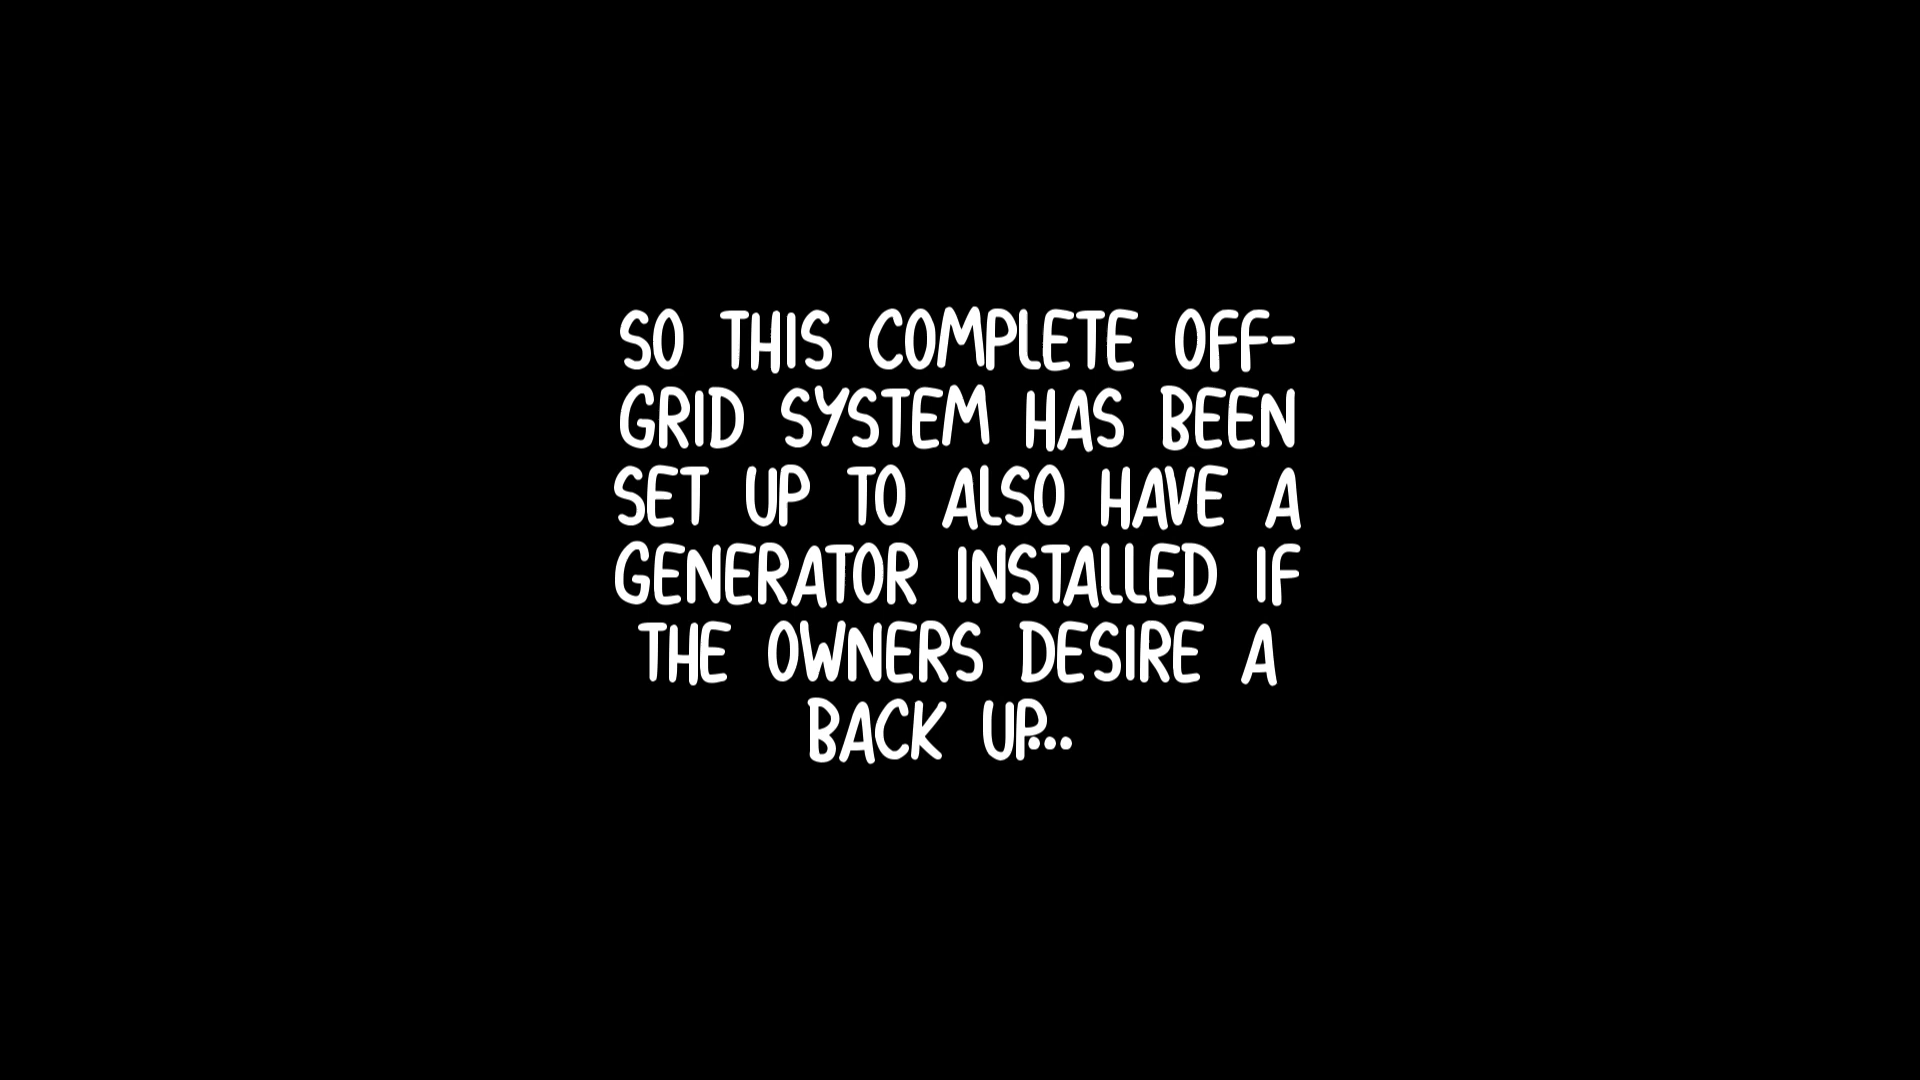 SO THIS COMPLETE OFF-
GRID SYSTEM HAS BEEN
SET UP TO ALSO HAVE A
GENERATOR INSTALLED IF
THE OWNERS DESIRE A
BACK UP...